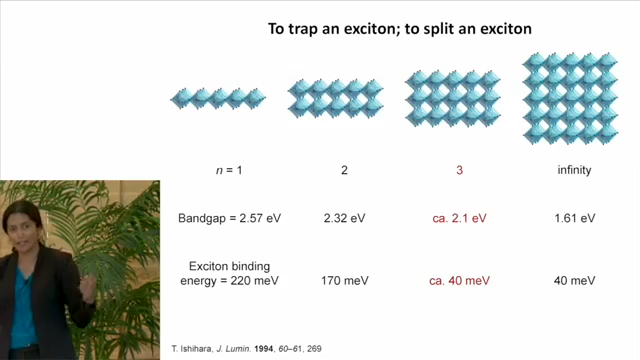 To trap an exciton; to split an exciton
n = 1 2 3 infinity
Bandgap = 2.57 eV 2.32 eV ca. 2.1 eV 1.61 eV
Exciton binding
energy = 220 meV 170 meV ca. 40 meV 40 meV
T. Ishihara, J. Lumin. 1994, 60–61, 269